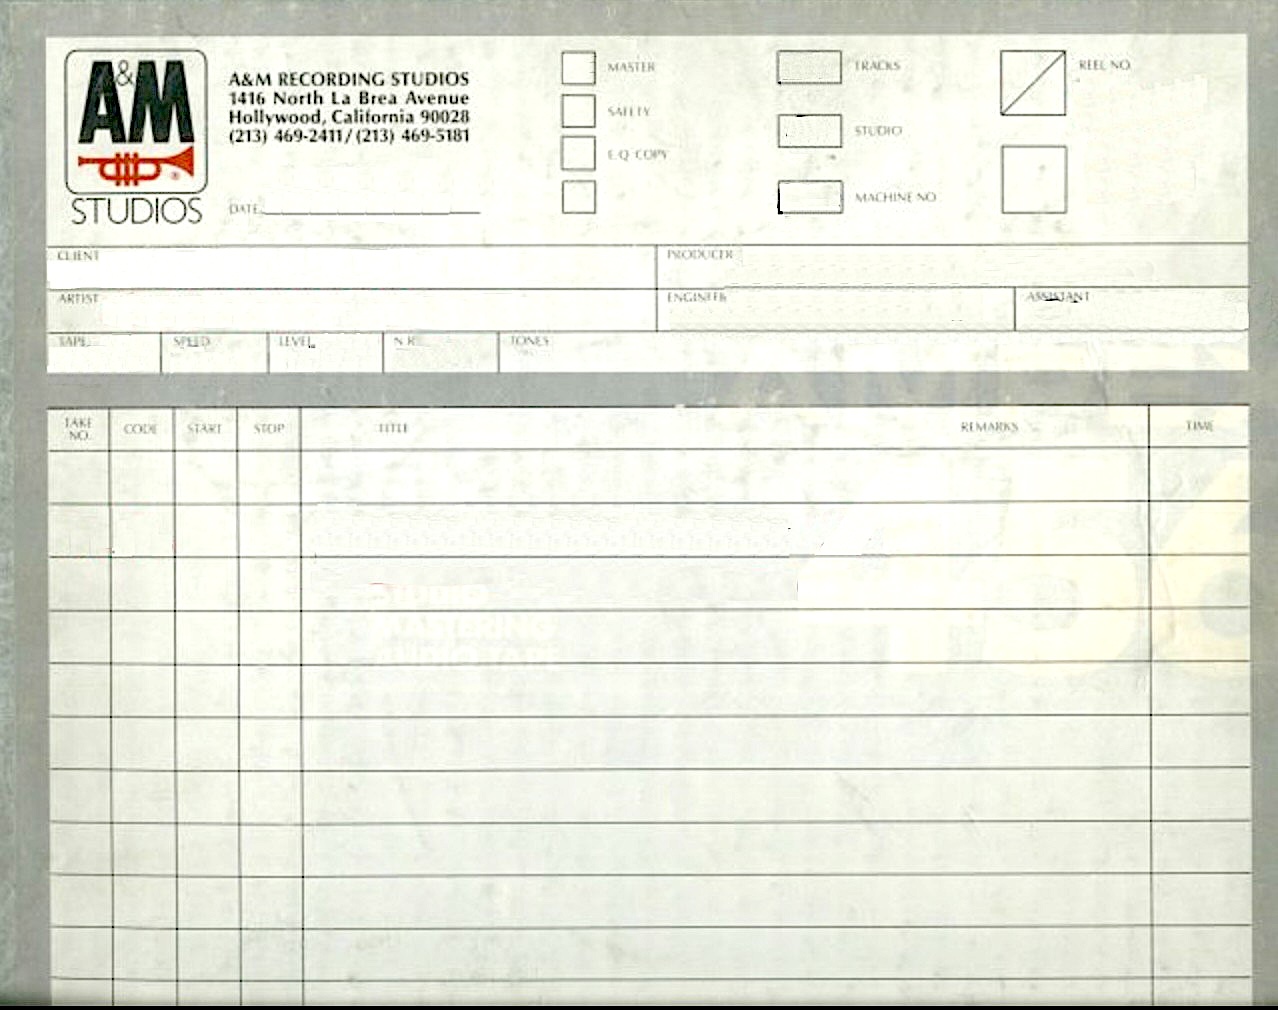 A&M
STUDIOS
A&M RECORDING STUDIOS
1416 North La Brea Avenue
Hollywood, California 90028
(213) 469-2411/(213) 469-5181
DATE
MASTER
SAFETY
E.Q. COPY
TRACKS
STUDIO
MACHINE NO
REEL NO.
CLIENT
PRODUCER
ARTIST
ENGINEER
ASSISTANT
TAPE
SPEED
LEVEL
N.R.
TONES
TAKE NO.
CODE
START
STOP
TITLE
REMARKS
TIME